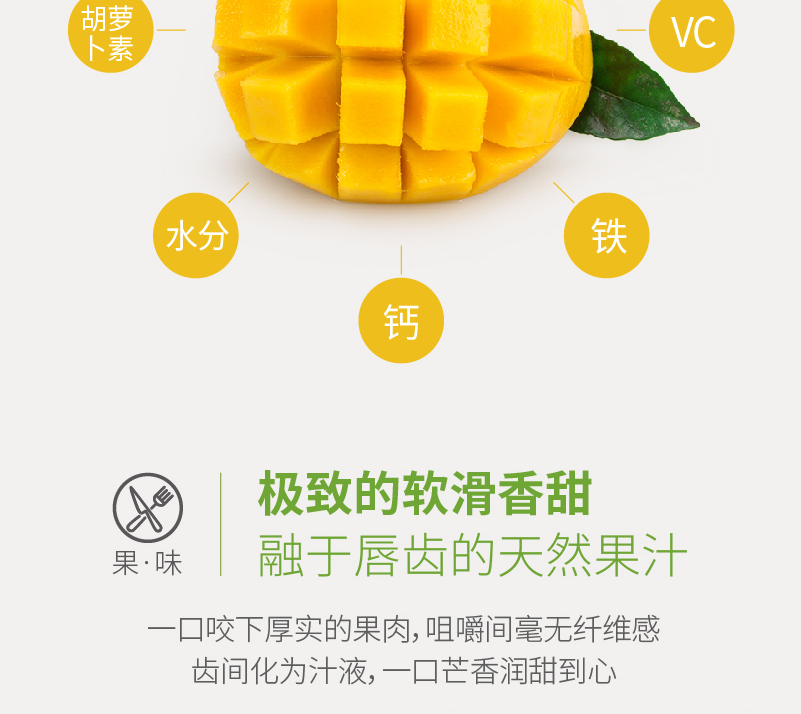 胡萝
卜素
VC
水分
铁
钙
极致的软滑香甜
融于唇齿的天然果汁
果·味
一口咬下厚实的果肉，咀嚼间毫无纤维感
齿间化为汁液，一口芒香润甜到心